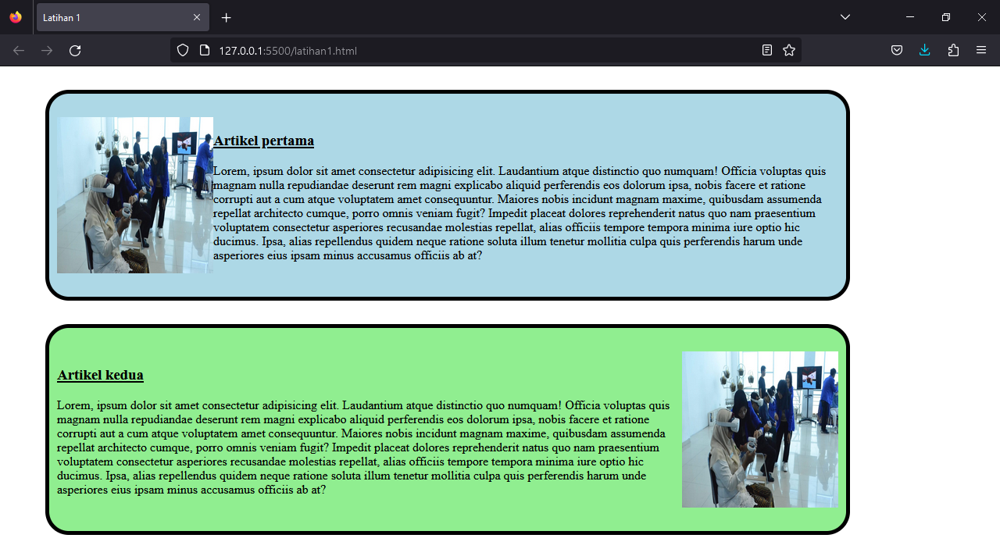 Latihan 1
127.0.0.1:5500/latihan1.html
Artikel pertama
Lorem, ipsum dolor sit amet consectetur adipisicing elit. Laudantium atque distinctio quo numquam! Officia voluptas quis
magnam nulla repudiandae deserunt rem magni explicabo aliquid perferendis eos dolorum ipsa, nobis facere et ratione
corrupti aut a cum atque voluptatem amet consequuntur. Maiores nobis incidunt magnam maxime, quibusdam assumenda
repellat architecto cumque, porro omnis veniam fugit? Impedit placeat dolores reprehenderit natus quo nam praesentium
voluptatem consectetur asperiores recusandae molestias repellat, alias officiis tempore tempora minima iure optio hic
ducimus. Ipsa, alias repellendus quidem neque ratione soluta illum tenetur mollitia culpa quis perferendis harum unde
asperiores eius ipsam minus accusamus officiis ab at?
Artikel kedua
Lorem, ipsum dolor sit amet consectetur adipisicing elit. Laudantium atque distinctio quo numquam! Officia voluptas quis
magnam nulla repudiandae deserunt rem magni explicabo aliquid perferendis eos dolorum ipsa, nobis facere et ratione
corrupti aut a cum atque voluptatem amet consequuntur. Maiores nobis incidunt magnam maxime, quibusdam assumenda
repellat architecto cumque, porro omnis veniam fugit? Impedit placeat dolores reprehenderit natus quo nam praesentium
voluptatem consectetur asperiores recusandae molestias repellat, alias officiis tempore tempora minima iure optio hic
ducimus. Ipsa, alias repellendus quidem neque ratione soluta illum tenetur mollitia culpa quis perferendis harum unde
asperiores eius ipsam minus accusamus officiis ab at?